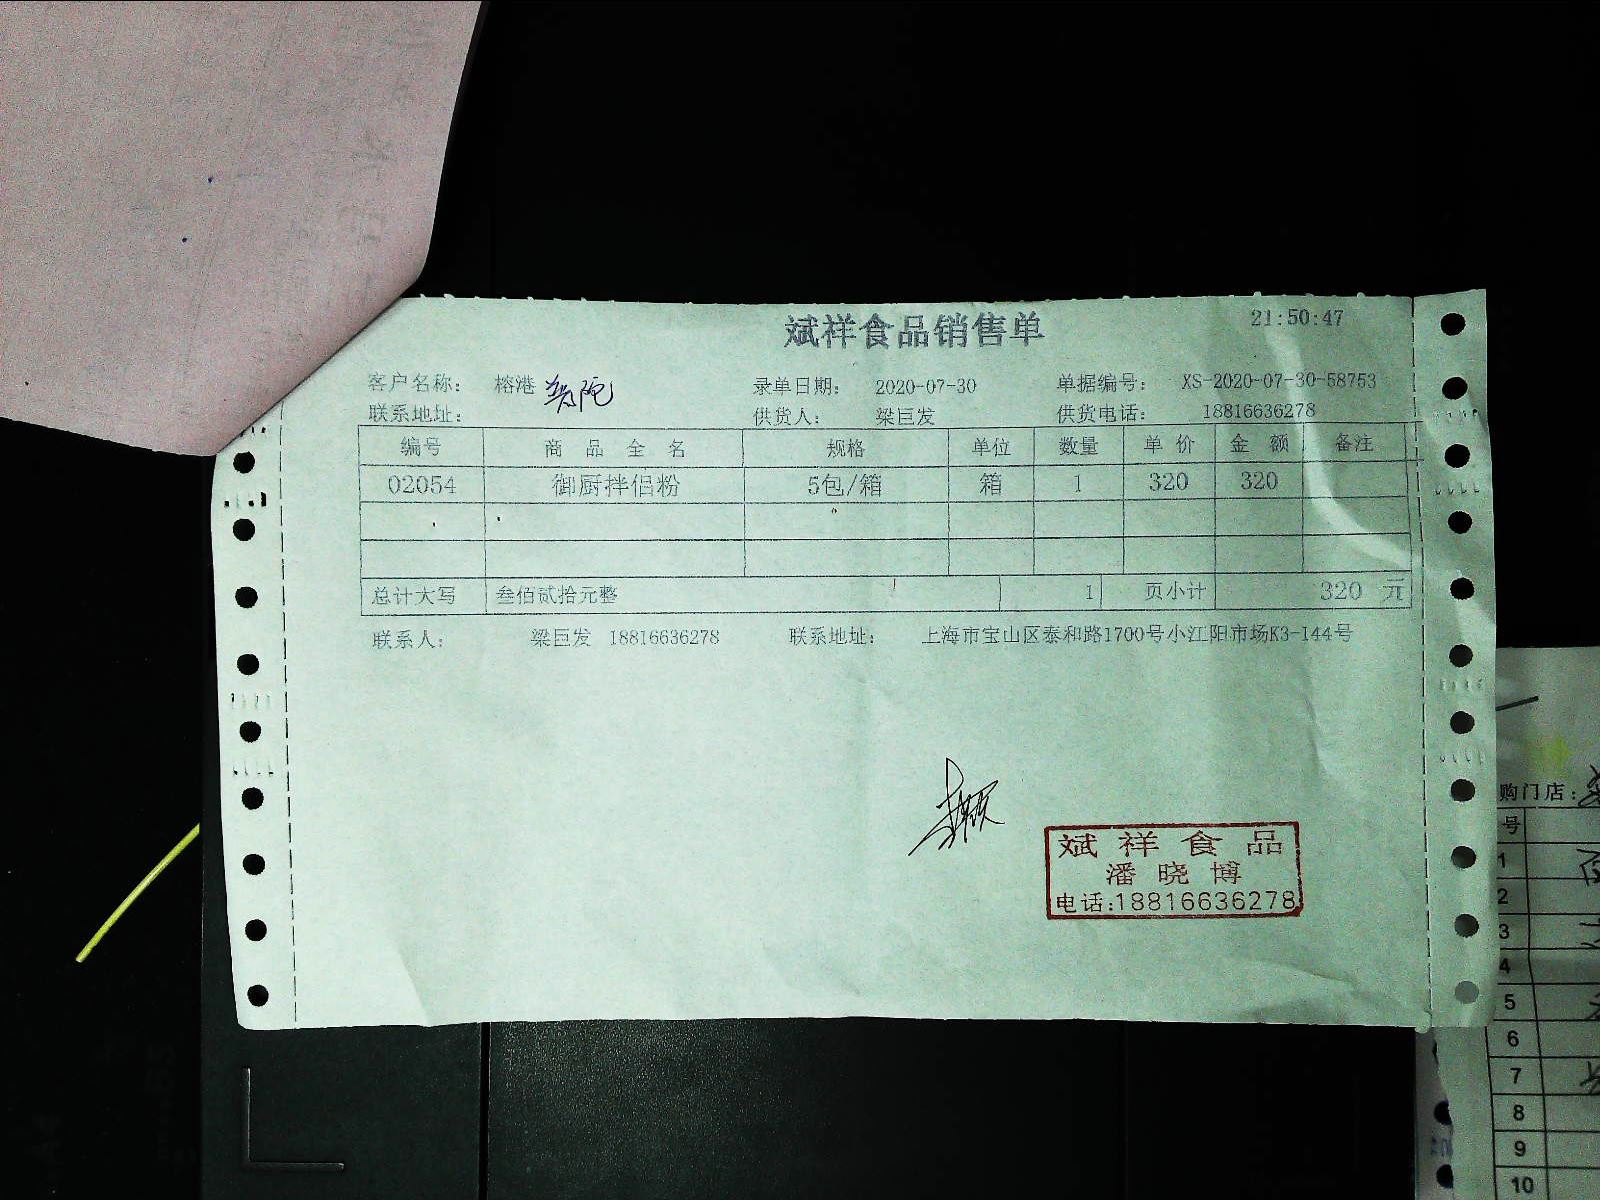 斌祥食品销售单
21:50:47
客户名称: 榕港 普陀 录单日期: 2020-07-30 单据编号: XS-2020-07-30-58753
联系地址: 供货人: 梁巨发 供货电话: 18816636278
编号 商品全名 规格 单位 数量 单价 金额 备注
02054 御厨拌侣粉 5包/箱 箱 1 320 320
总计大写 叁佰贰拾元整 1 页小计 320 元
联系人: 梁巨发 18816636278 联系地址: 上海市宝山区泰和路1700号小江阳市场K3-144号
斌祥食品
潘晓博
电话:18816636278
购门店:
号
1
2
3
4
5
6
7
8
9
10